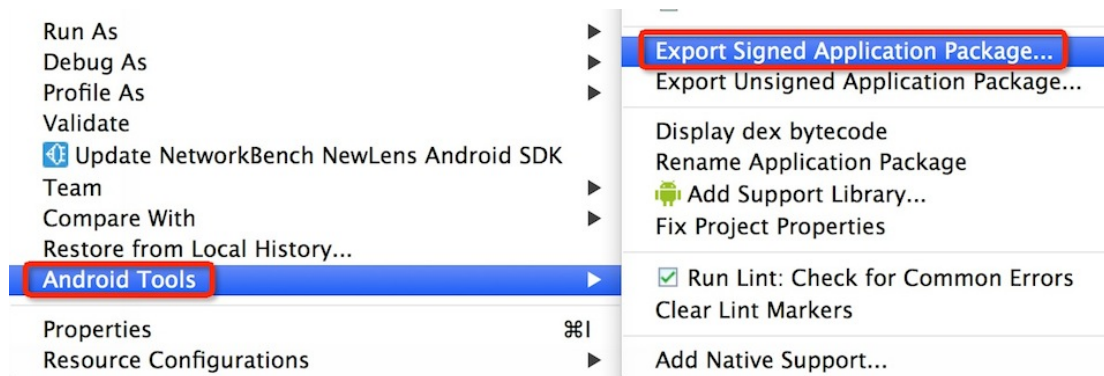 Run As
Debug As
Profile As
Validate
Update NetworkBench NewLens Android SDK
Team
Compare With
Restore from Local History...
Android Tools
Properties ⌘I
Resource Configurations
Export Signed Application Package...
Export Unsigned Application Package...
Display dex bytecode
Rename Application Package
Add Support Library...
Fix Project Properties
Run Lint: Check for Common Errors
Clear Lint Markers
Add Native Support...